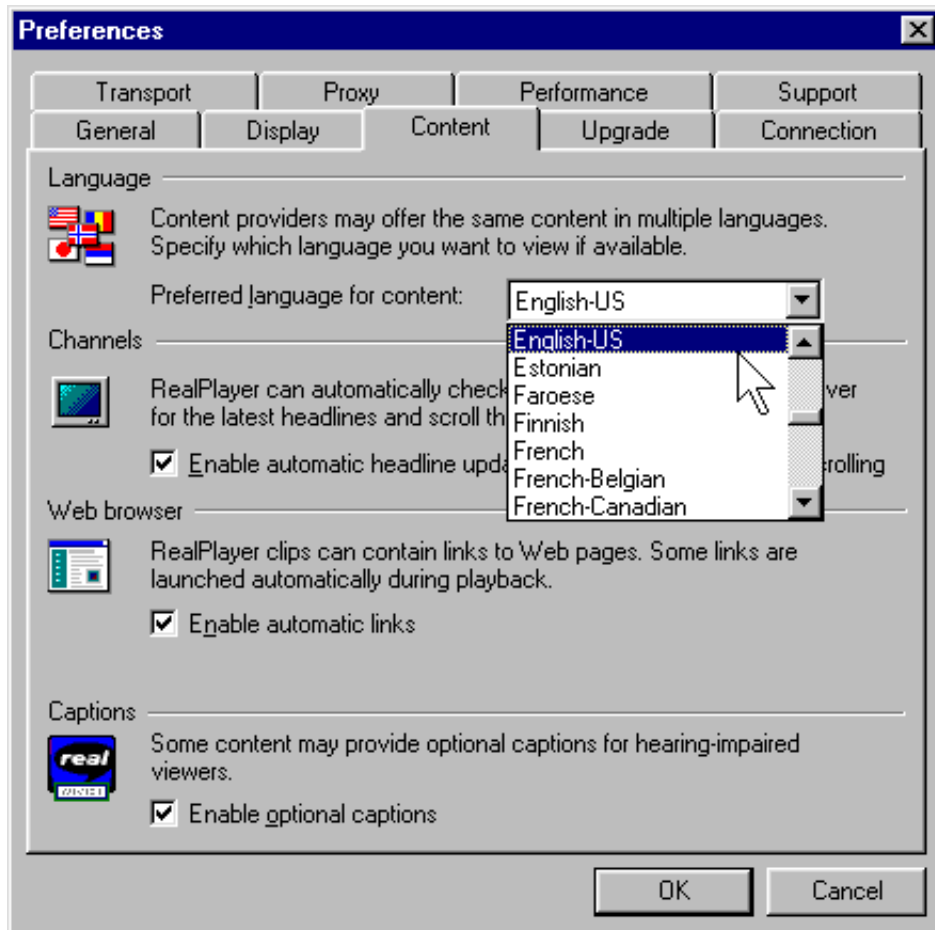 Preferences
Transport Proxy Performance Support
General Display Content Upgrade Connection
Language
Content providers may offer the same content in multiple languages.
Specify which language you want to view if available.
Preferred language for content: English-US
English-US
Estonian
Faroese
Finnish
French
French-Belgian
French-Canadian
Channels
RealPlayer can automatically check ver
for the latest headlines and scroll th
Enable automatic headline upda rolling
Web browser
RealPlayer clips can contain links to Web pages. Some links are
launched automatically during playback.
Enable automatic links
Captions
real
Some content may provide optional captions for hearing-impaired
viewers.
Enable optional captions
OK Cancel